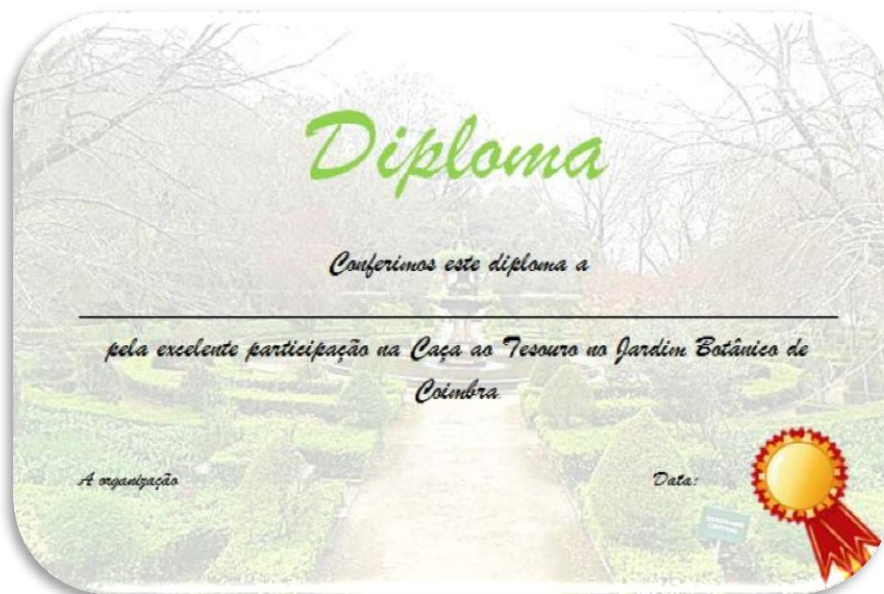 Diploma
Conferimos este diploma a
pela excelente participação na Caça ao Tesouro no Jardim Botânico de
Coimbra.
A organização
Data: